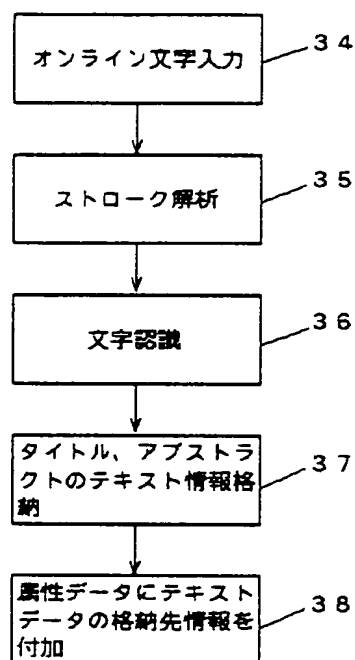 オンライン文字入力
34
ストローク解析
35
文字認識
36
タイトル、アブストラ
クトのテキスト情報格
納
37
属性データにテキスト
データの格納先情報を
付加
38